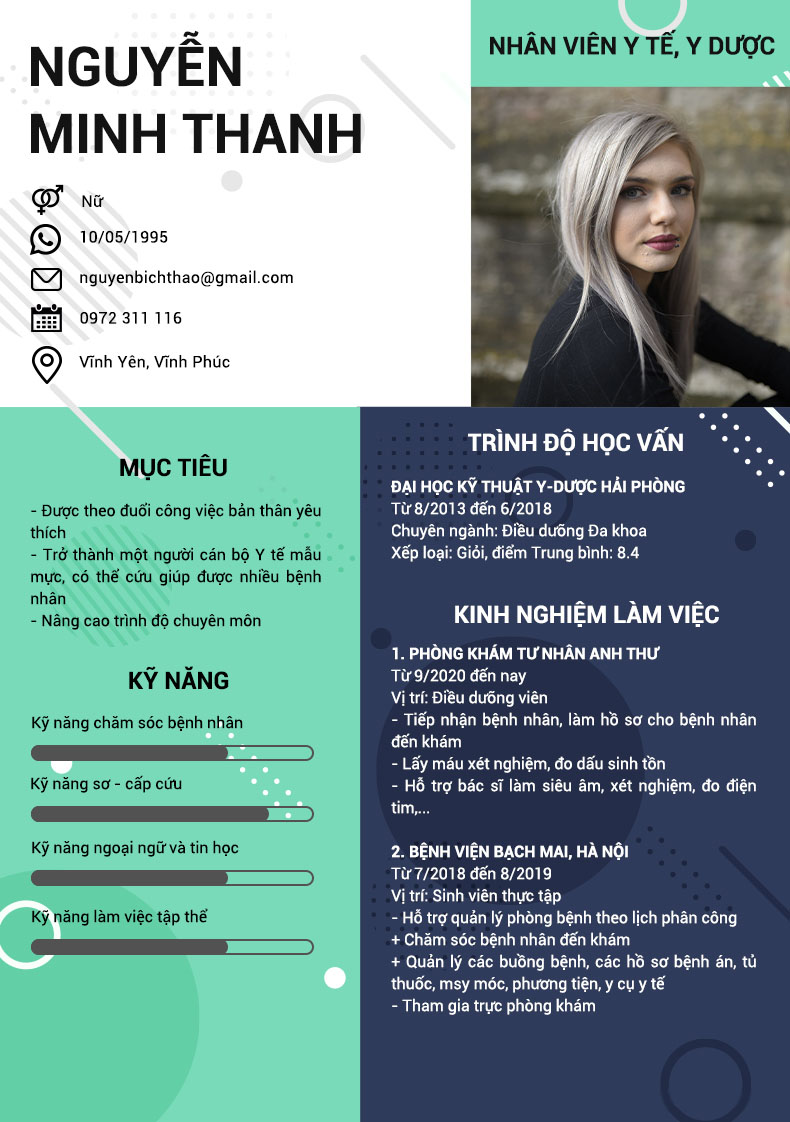 NGUYỄN
MINH THANH
NHÂN VIÊN Y TẾ, Y DƯỢC
Nữ
10/05/1995
nguyenbichthao@gmail.com
0972 311 116
Vĩnh Yên, Vĩnh Phúc
MỤC TIÊU
- Được theo đuổi công việc bản thân yêu
thích
- Trở thành một người cán bộ Y tế mẫu
mực, có thể cứu giúp được nhiều bệnh
nhân
- Nâng cao trình độ chuyên môn
KỸ NĂNG
Kỹ năng chăm sóc bệnh nhân
Kỹ năng sơ - cấp cứu
Kỹ năng ngoại ngữ và tin học
Kỹ năng làm việc tập thể
TRÌNH ĐỘ HỌC VẤN
ĐẠI HỌC KỸ THUẬT Y-DƯỢC HẢI PHÒNG
Từ 8/2013 đến 6/2018
Chuyên ngành: Điều dưỡng Đa khoa
Xếp loại: Giỏi, điểm Trung bình: 8.4
KINH NGHIỆM LÀM VIỆC
1. PHÒNG KHÁM TƯ NHÂN ANH THƯ
Từ 9/2020 đến nay
Vị trí: Điều dưỡng viên
- Tiếp nhận bệnh nhân, làm hồ sơ cho bệnh nhân
đến khám
- Lấy máu xét nghiệm, đo dấu sinh tồn
- Hỗ trợ bác sĩ làm siêu âm, xét nghiệm, đo điện
tim,...
2. BỆNH VIỆN BẠCH MAI, HÀ NỘI
Từ 7/2018 đến 8/2019
Vị trí: Sinh viên thực tập
- Hỗ trợ quản lý phòng bệnh theo lịch phân công
+ Chăm sóc bệnh nhân đến khám
+ Quản lý các buồng bệnh, các hồ sơ bệnh án, tủ
thuốc, msy móc, phương tiện, y cụ y tế
- Tham gia trực phòng khám